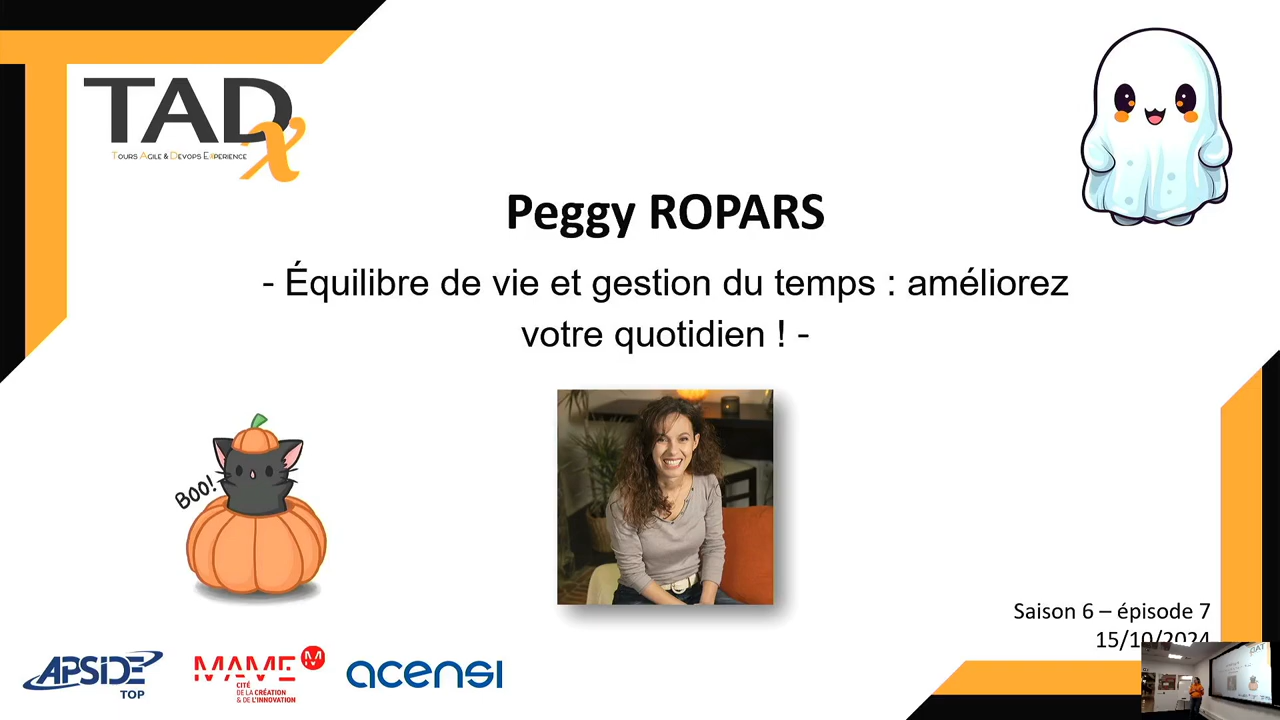 TADx
TOURS AGILE & DEVOPS EXPERIENCE
Peggy ROPARS
- Équilibre de vie et gestion du temps : améliorez
votre quotidien ! -
BOO!
Saison 6 – épisode 7
15/10/2024
APSIDE
TOP
MAME M
CITÉ
DE LA CRÉATION
& DE L'INNOVATION
acensi